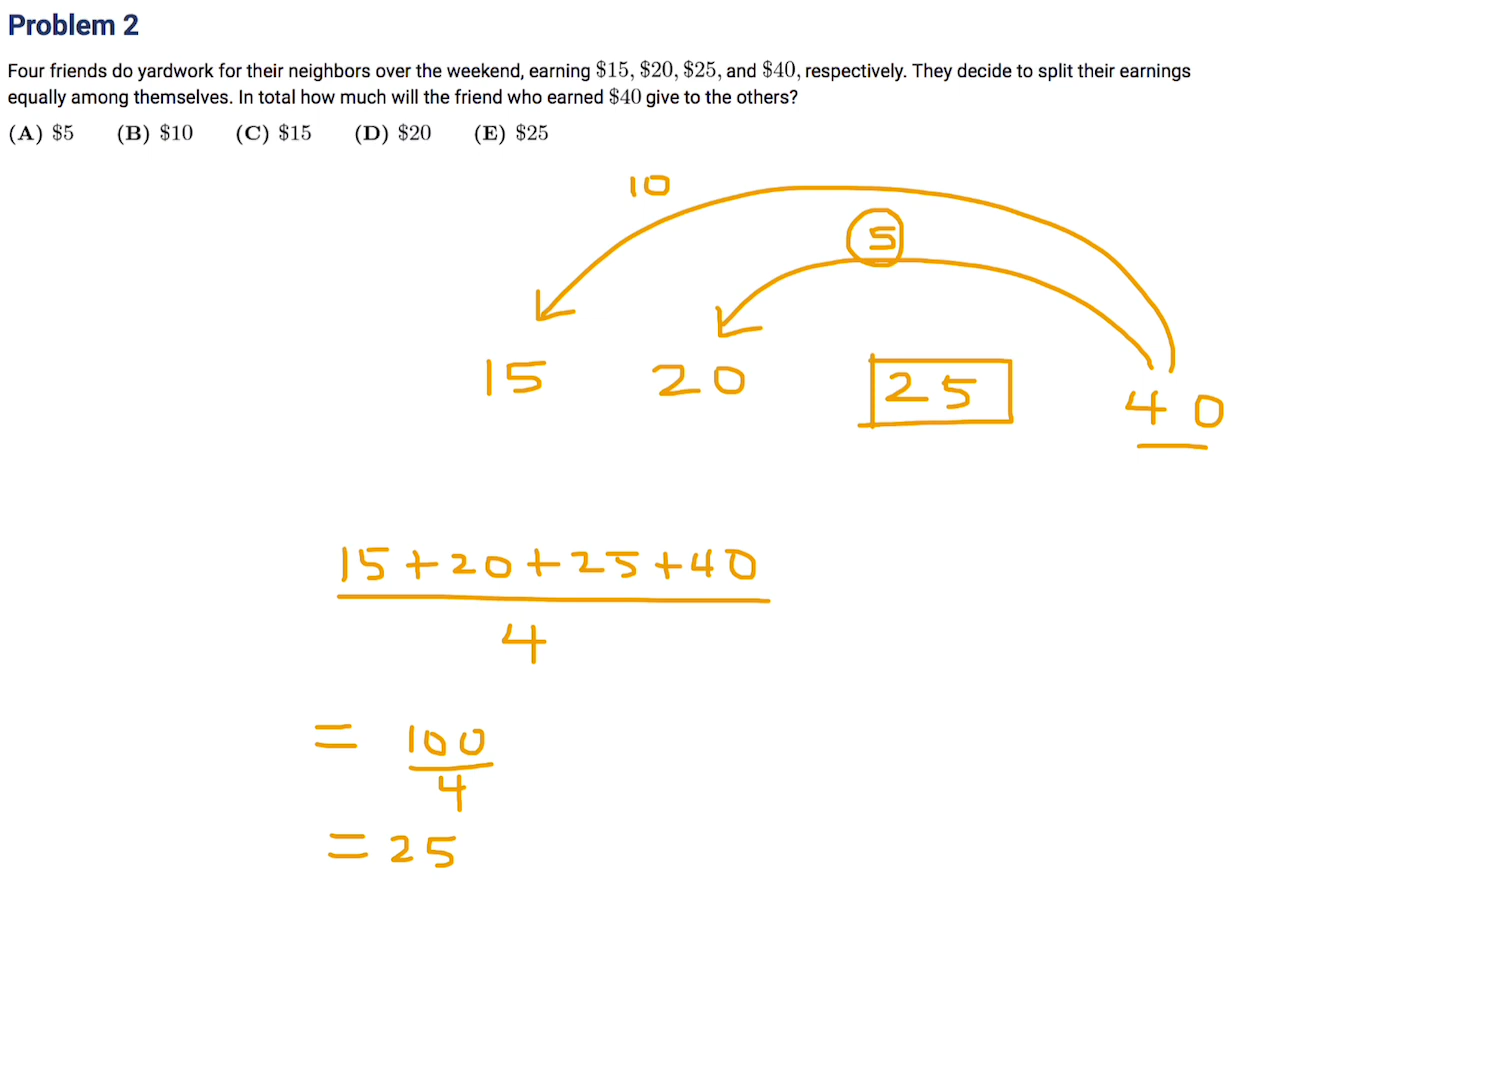 Problem 2
Four friends do yardwork for their neighbors over the weekend, earning $15, $20, $25, and $40, respectively. They decide to split their earnings
equally among themselves. In total how much will the friend who earned $40 give to the others?
(A) $5 (B) $10 (C) $15 (D) $20 (E) $25
10
5
15 20 25 40
15+20+25+40
4
= 100
4
= 25